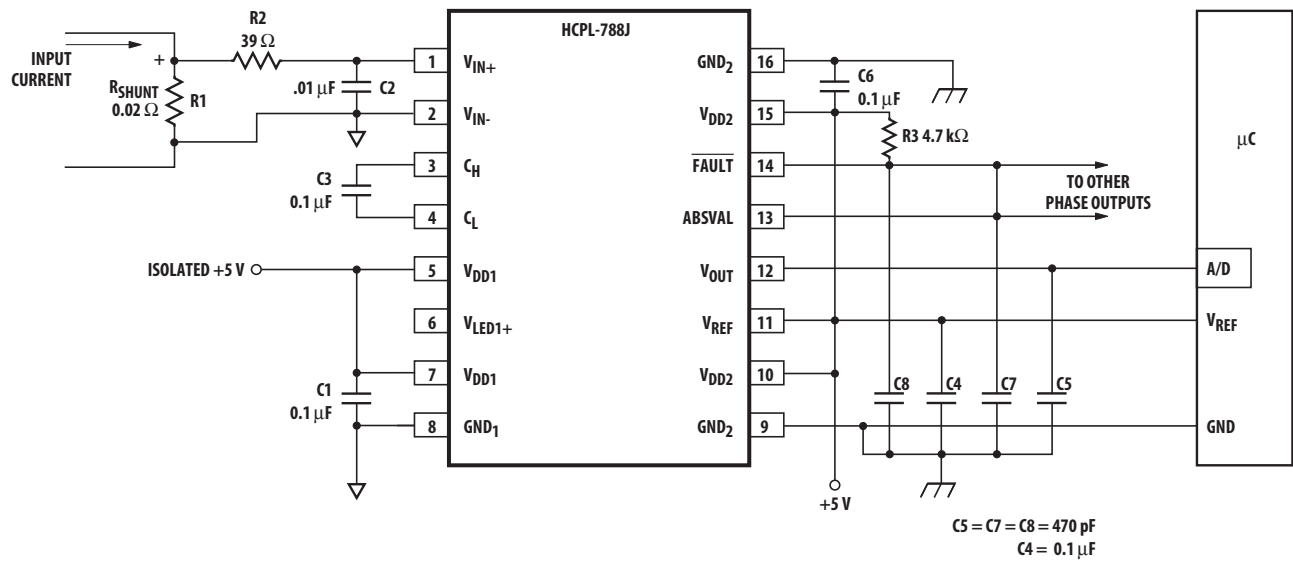 HCPL-788J
INPUT
CURRENT
+
R2
39 Ω
R_SHUNT
0.02 Ω
R1
.01 μF
C2
C3
0.1 μF
ISOLATED +5 V
C1
0.1 μF
1
V_IN+
2
V_IN-
3
C_H
4
C_L
5
V_DD1
6
V_LED1+
7
V_DD1
8
GND_1
GND_2
16
V_DD2
15
FAULT
14
ABSVAL
13
V_OUT
12
V_REF
11
V_DD2
10
GND_2
9
C6
0.1 μF
R3 4.7 kΩ
TO OTHER
PHASE OUTPUTS
C8
C4
C7
C5
+5 V
μC
A/D
V_REF
GND
C5 = C7 = C8 = 470 pF
C4 = 0.1 μF